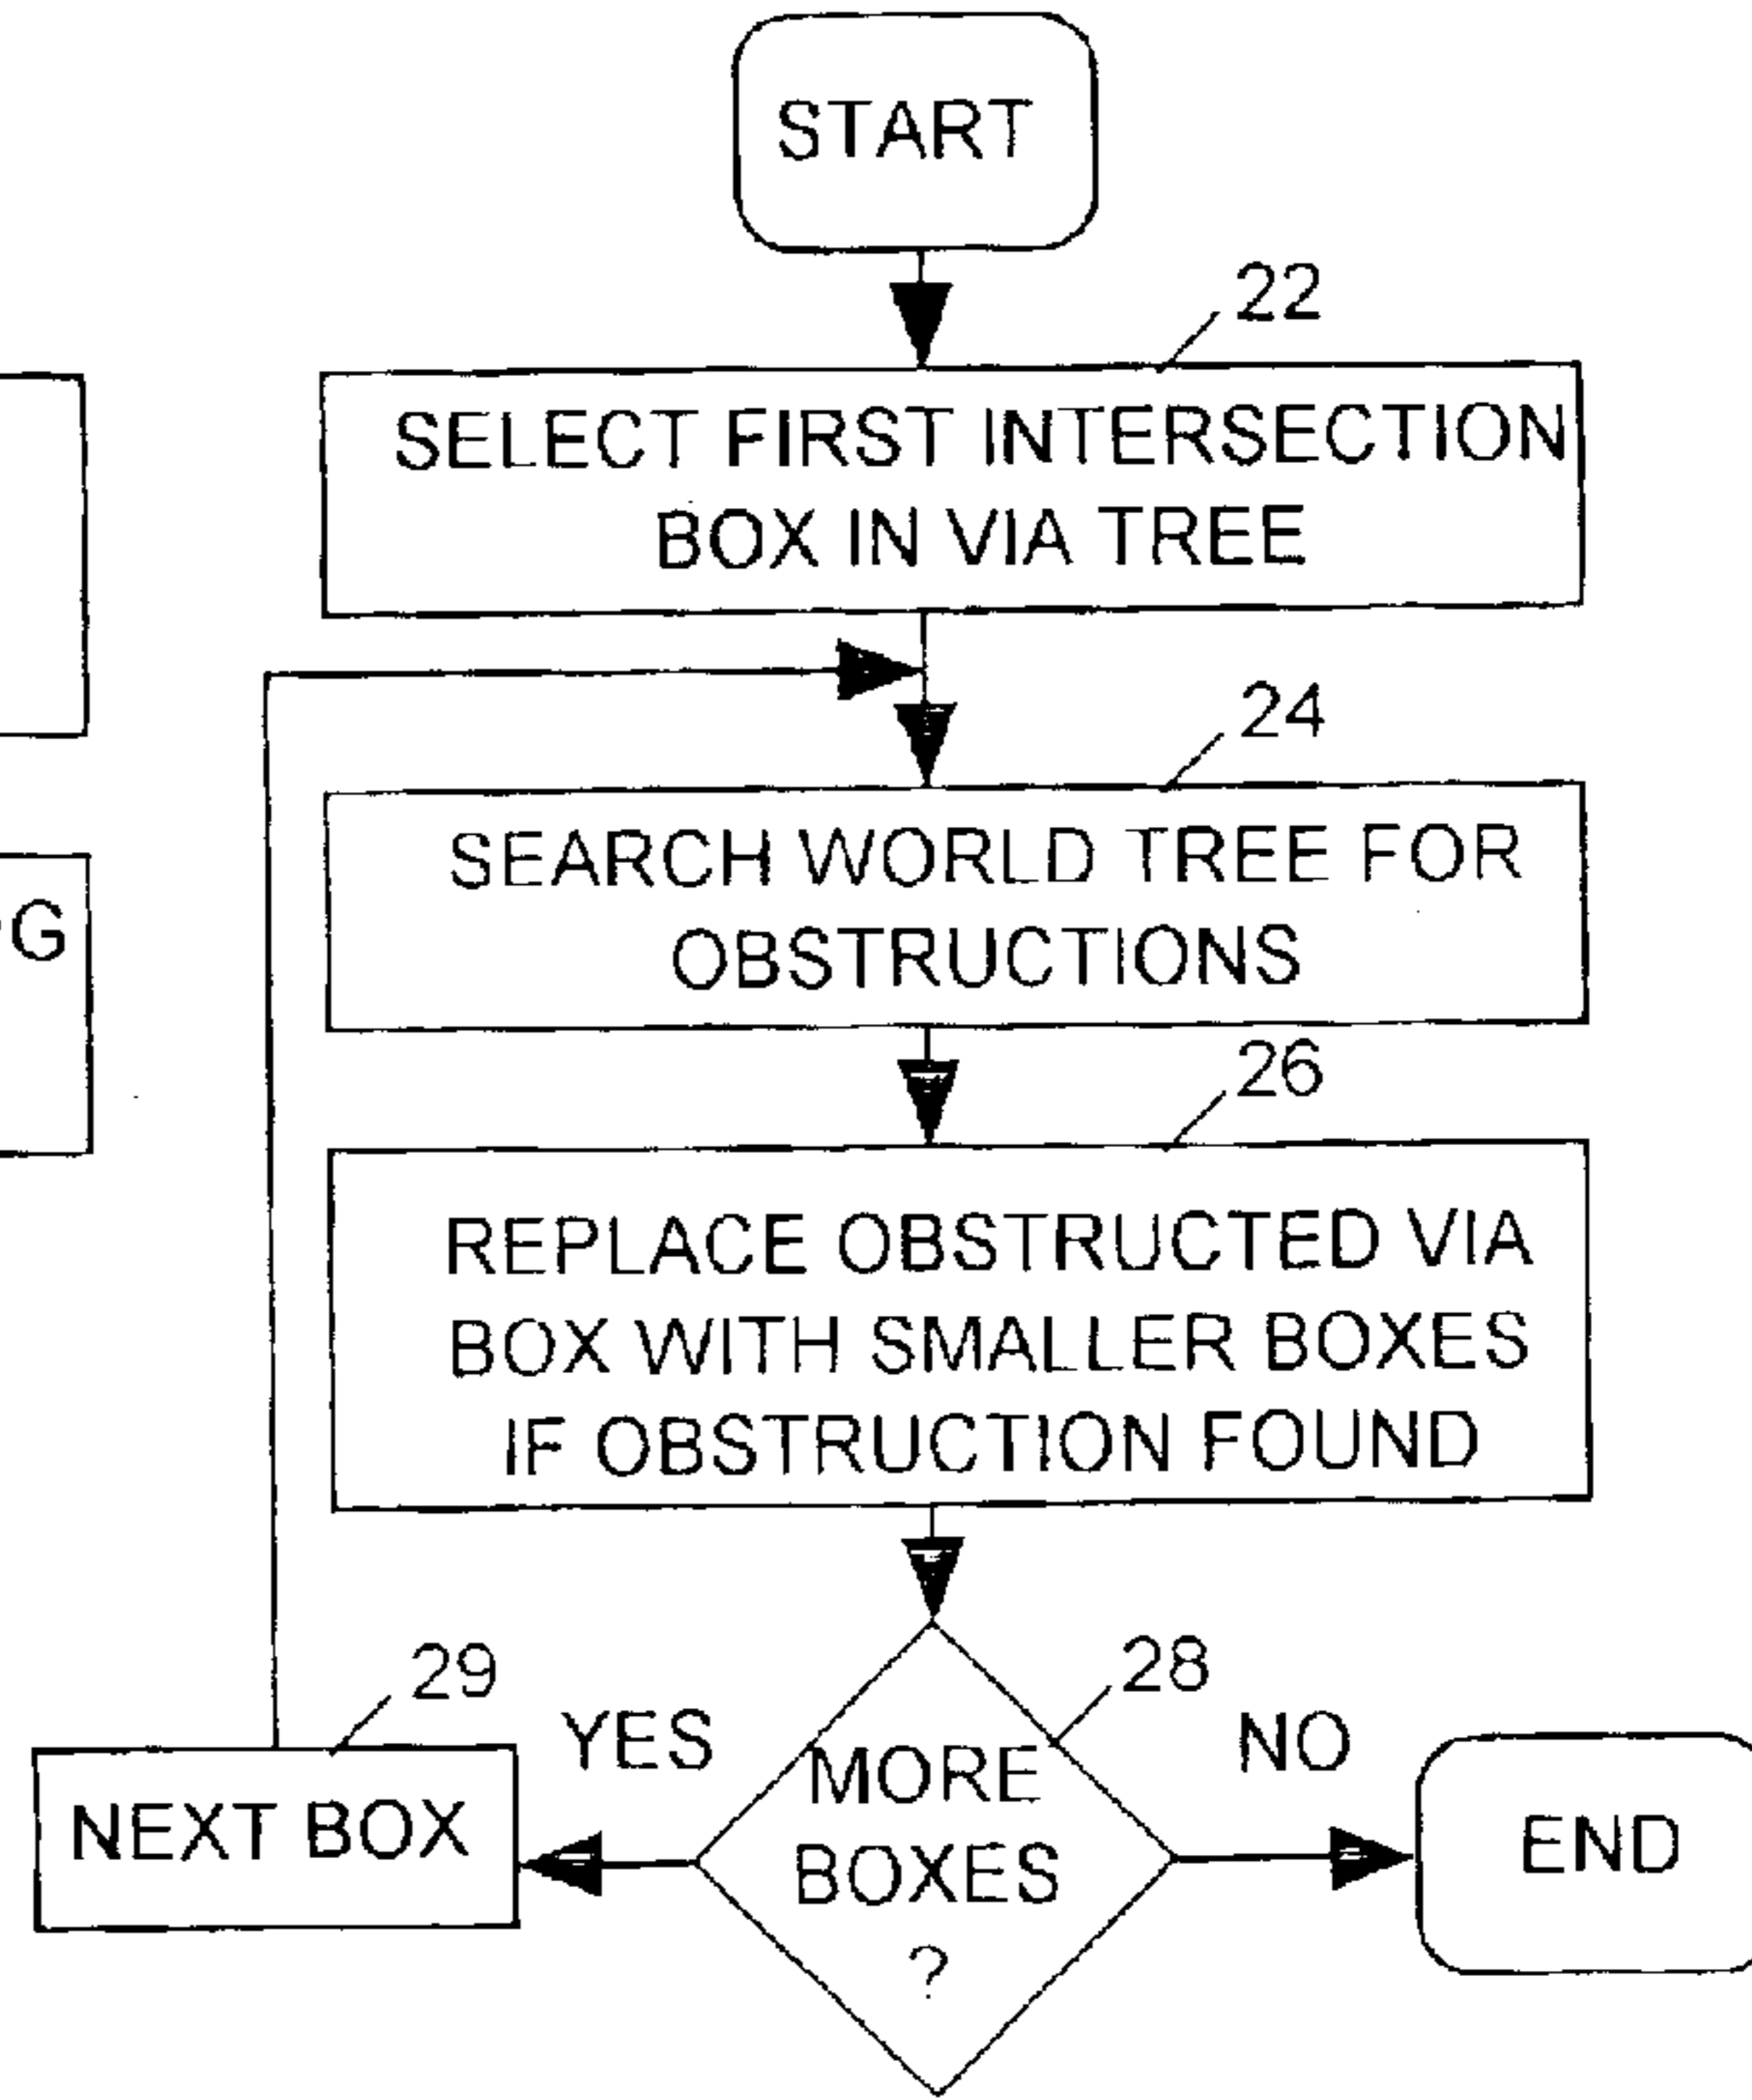 START
22
SELECT FIRST INTERSECTION
BOX IN VIA TREE
24
SEARCH WORLD TREE FOR
OBSTRUCTIONS
26
REPLACE OBSTRUCTED VIA
BOX WITH SMALLER BOXES
IF OBSTRUCTION FOUND
28
MORE
BOXES
?
YES
NO
29
NEXT BOX
END